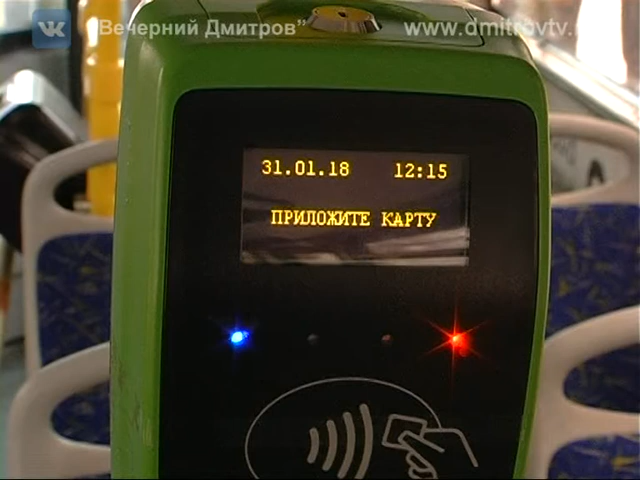 "Вечерний Дмитров"
www.dmitrovtv.
31.01.18 12:15
ПРИЛОЖИТЕ КАРТУ